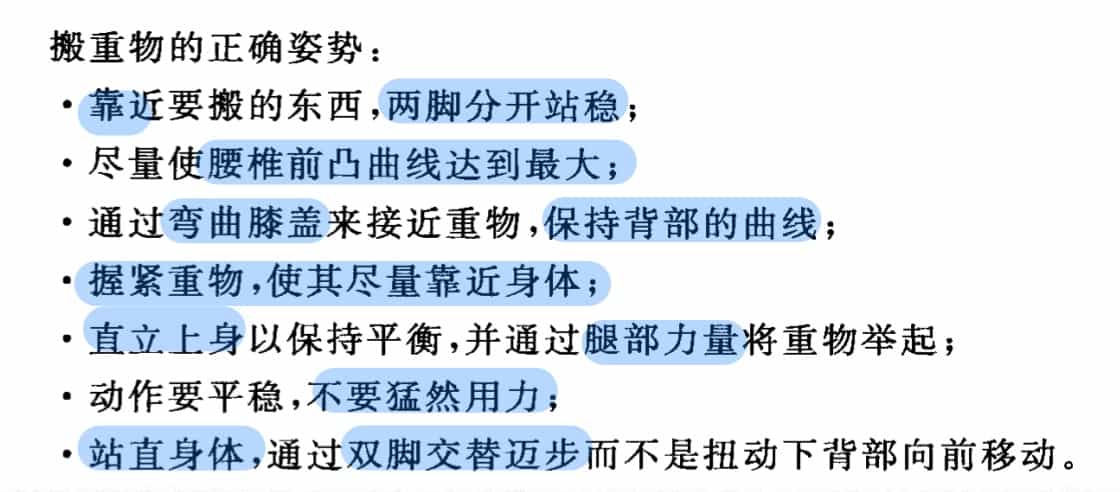 搬重物的正确姿势：
·靠近要搬的东西，两脚分开站稳；
·尽量使腰椎前凸曲线达到最大；
·通过弯曲膝盖来接近重物，保持背部的曲线；
·握紧重物，使其尽量靠近身体；
·直立上身以保持平衡，并通过腿部力量将重物举起；
·动作要平稳，不要猛然用力；
·站直身体，通过双脚交替迈步而不是扭动下背部向前移动。